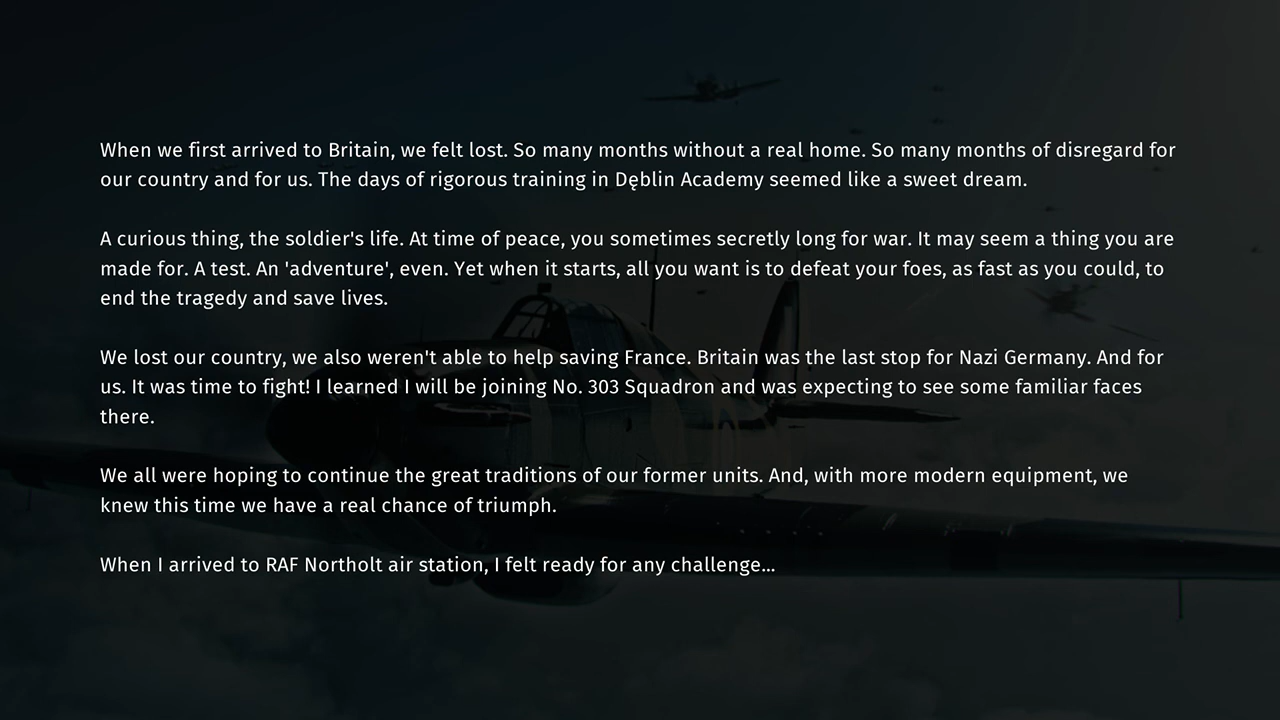 When we first arrived to Britain, we felt lost. So many months without a real home. So many months of disregard for
our country and for us. The days of rigorous training in Dęblin Academy seemed like a sweet dream.
A curious thing, the soldier's life. At time of peace, you sometimes secretly long for war. It may seem a thing you are
made for. A test. An 'adventure', even. Yet when it starts, all you want is to defeat your foes, as fast as you could, to
end the tragedy and save lives.
We lost our country, we also weren't able to help saving France. Britain was the last stop for Nazi Germany. And for
us. It was time to fight! I learned I will be joining No. 303 Squadron and was expecting to see some familiar faces
there.
We all were hoping to continue the great traditions of our former units. And, with more modern equipment, we
knew this time we have a real chance of triumph.
When I arrived to RAF Northolt air station, I felt ready for any challenge...